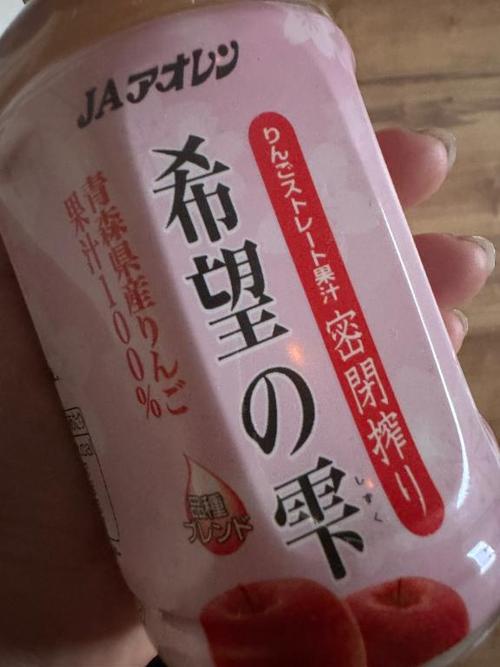 JAアオレン
りんごストレート果汁 密閉搾り
希望の雫
しずく
青森県産りんご
果汁100%
品種
ブレンド